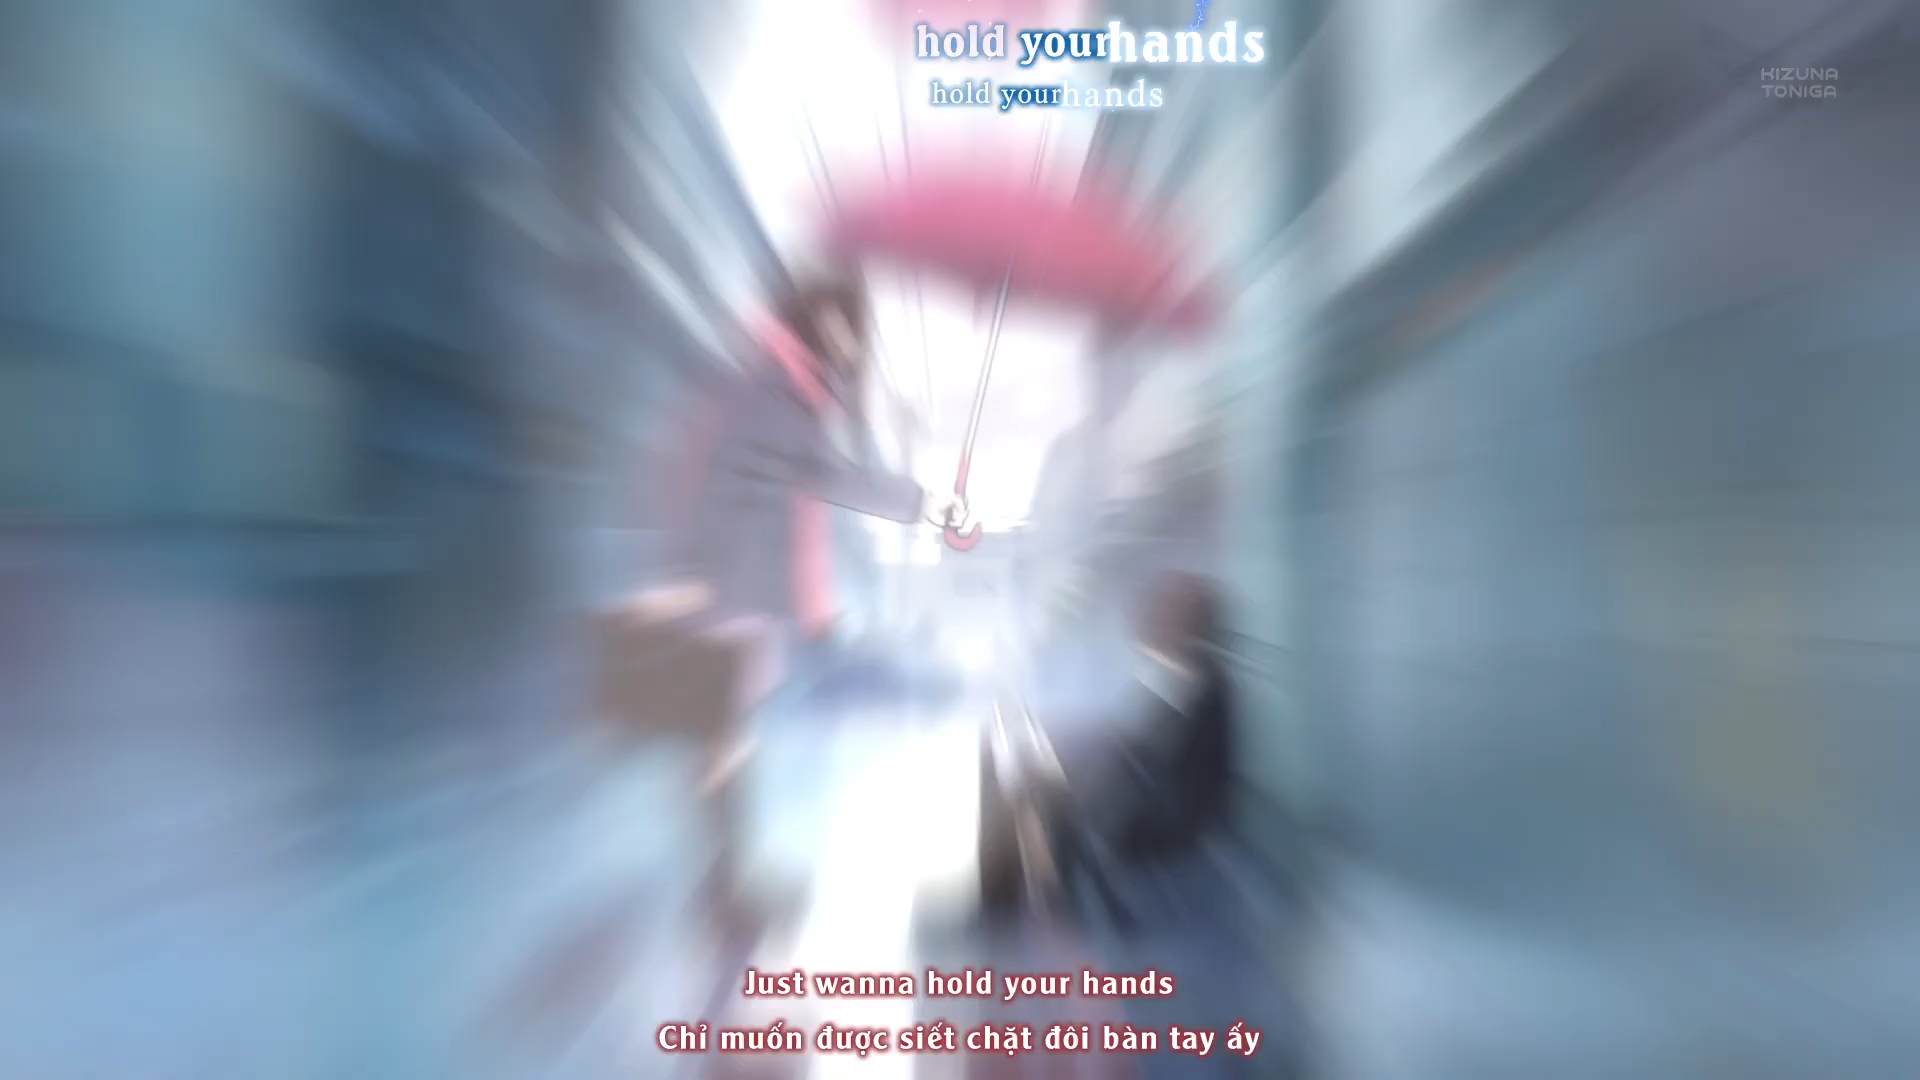 hold your hands
hold your hands
KIZUNA
TONIGA
Just wanna hold your hands
Chỉ muốn được siết chặt đôi bàn tay ấy